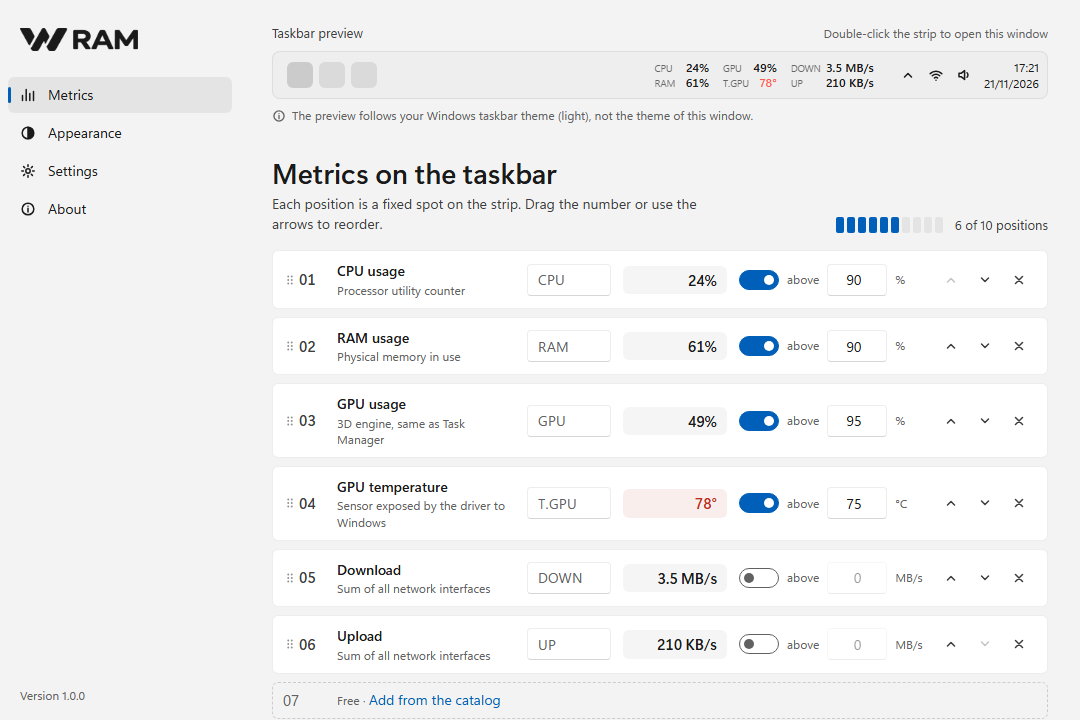 W RAM
Metrics
Appearance
Settings
About
Version 1.0.0
Taskbar preview
Double-click the strip to open this window
CPU 24% GPU 49% DOWN 3.5 MB/s 17:21
RAM 61% T.GPU 78° UP 210 KB/s 21/11/2026
The preview follows your Windows taskbar theme (light), not the theme of this window.
Metrics on the taskbar
Each position is a fixed spot on the strip. Drag the number or use the
arrows to reorder.
6 of 10 positions
01 CPU usage CPU 24% above 90 %
Processor utility counter
02 RAM usage RAM 61% above 90 %
Physical memory in use
03 GPU usage GPU 49% above 95 %
3D engine, same as Task
Manager
04 GPU temperature T.GPU 78° above 75 °C
Sensor exposed by the driver to
Windows
05 Download DOWN 3.5 MB/s above 0 MB/s
Sum of all network interfaces
06 Upload UP 210 KB/s above 0 MB/s
Sum of all network interfaces
07 Free · Add from the catalog